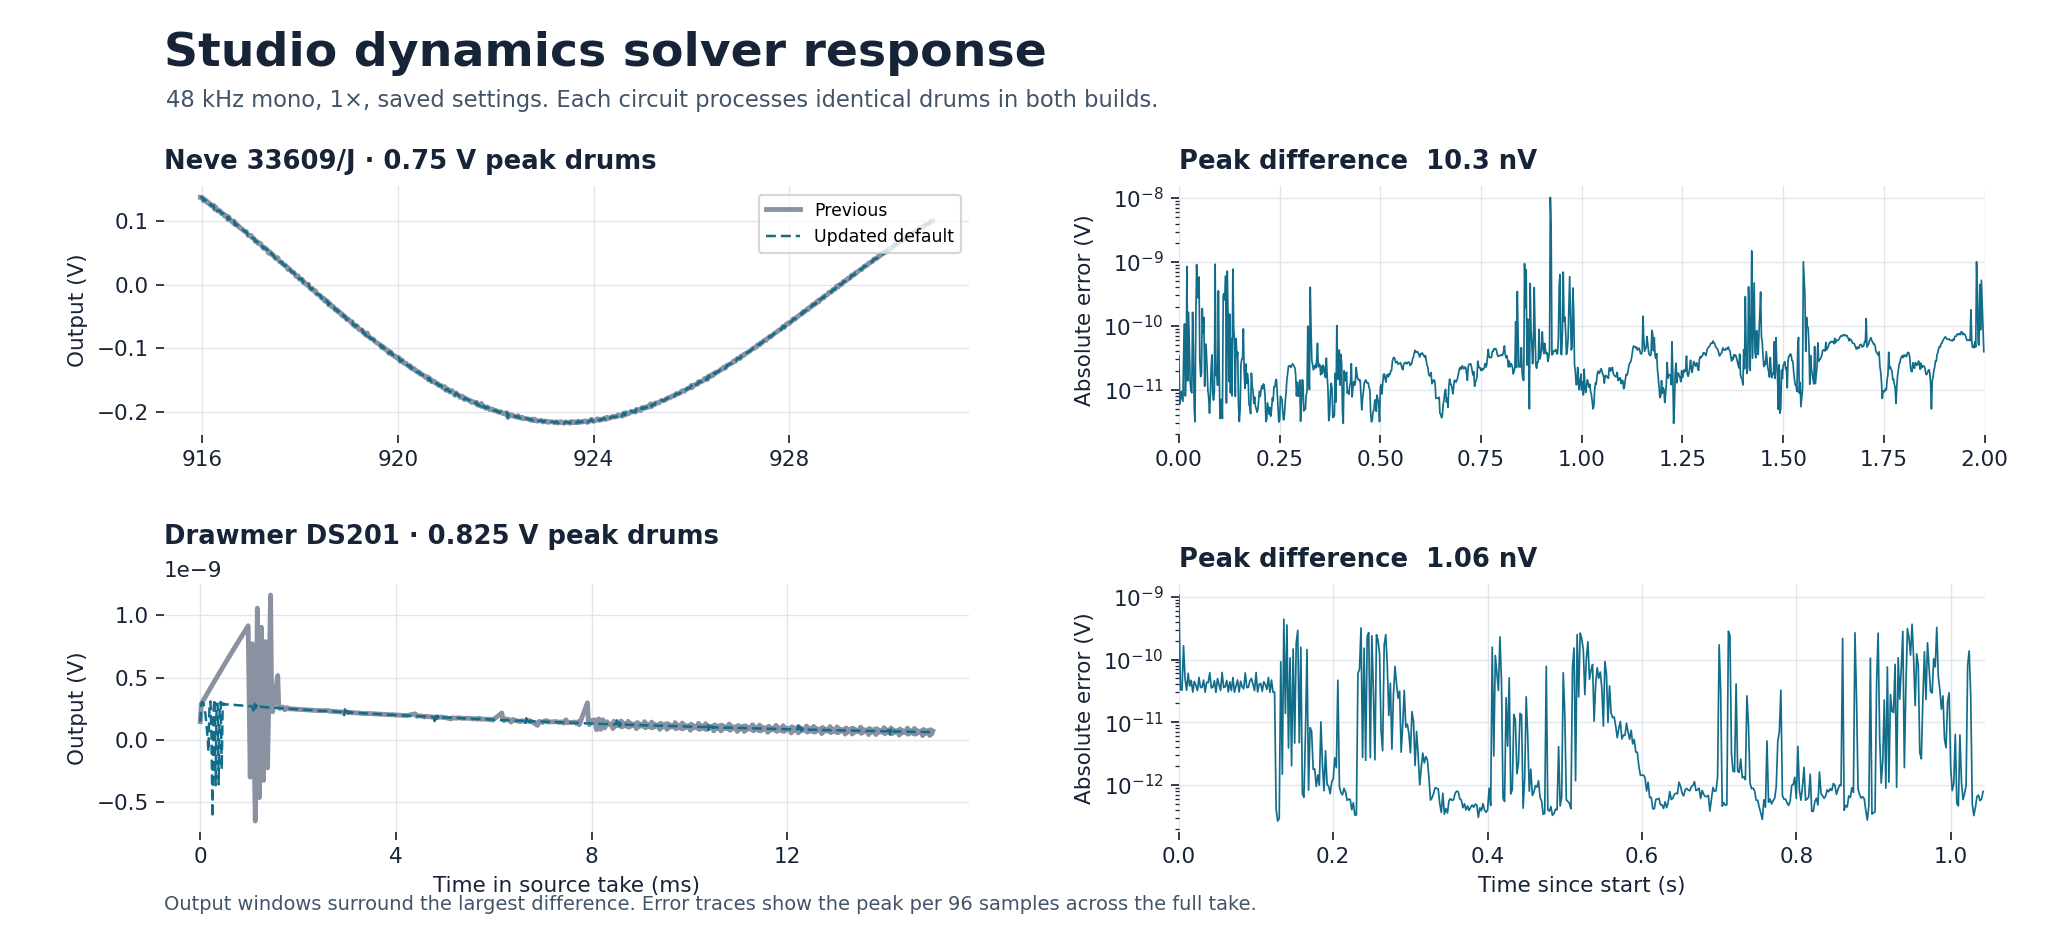 Studio dynamics solver response
48 kHz mono, 1×, saved settings. Each circuit processes identical drums in both builds.
Neve 33609/J · 0.75 V peak drums
Output (V)
0.1
0.0
−0.1
−0.2
Previous
Updated default
916 920 924 928
Peak difference 10.3 nV
Absolute error (V)
10⁻⁸
10⁻⁹
10⁻¹⁰
10⁻¹¹
0.00 0.25 0.50 0.75 1.00 1.25 1.50 1.75 2.00
Drawmer DS201 · 0.825 V peak drums
1e−9
Output (V)
1.0
0.5
0.0
−0.5
0 4 8 12
Time in source take (ms)
Peak difference 1.06 nV
Absolute error (V)
10⁻⁹
10⁻¹⁰
10⁻¹¹
10⁻¹²
0.0 0.2 0.4 0.6 0.8 1.0
Time since start (s)
Output windows surround the largest difference. Error traces show the peak per 96 samples across the full take.